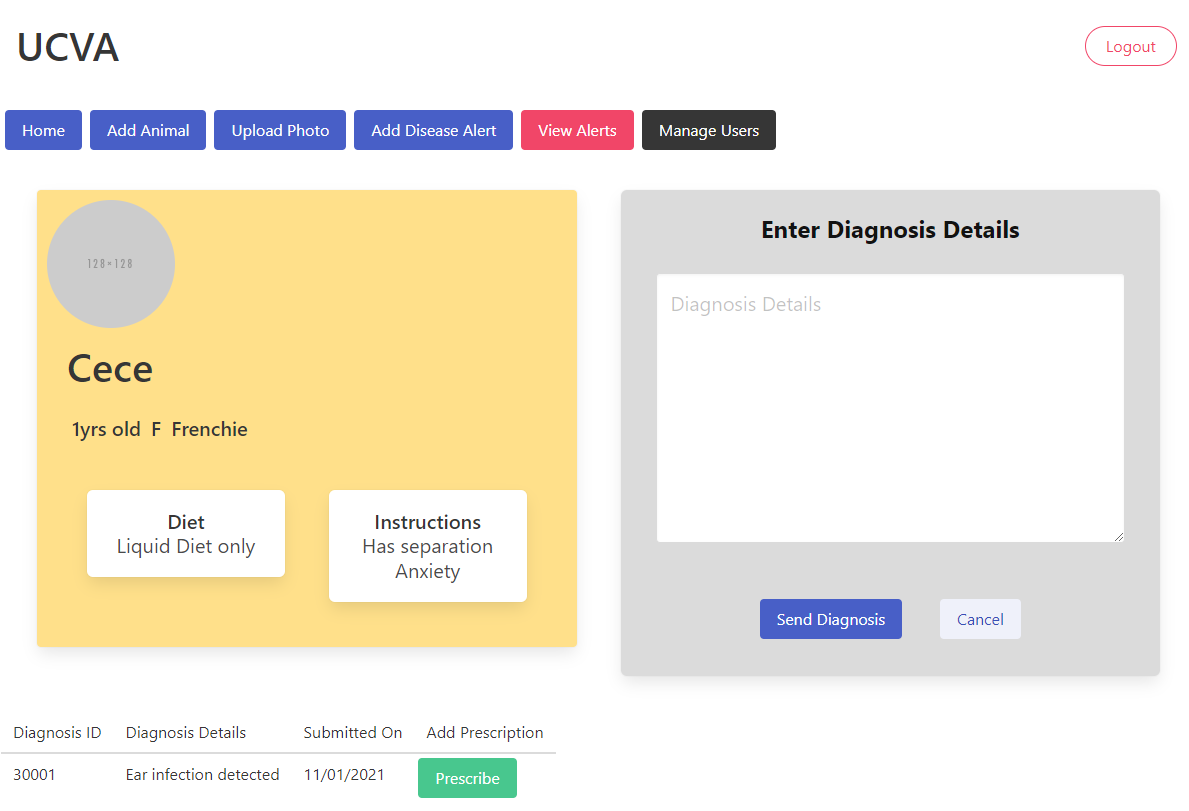 UCVA
Logout
Home Add Animal Upload Photo Add Disease Alert View Alerts Manage Users
128×128
Cece
1yrs old F Frenchie
Diet
Liquid Diet only
Instructions
Has separation
Anxiety
Enter Diagnosis Details
Diagnosis Details
Send Diagnosis Cancel
Diagnosis ID Diagnosis Details Submitted On Add Prescription
30001 Ear infection detected 11/01/2021 Prescribe